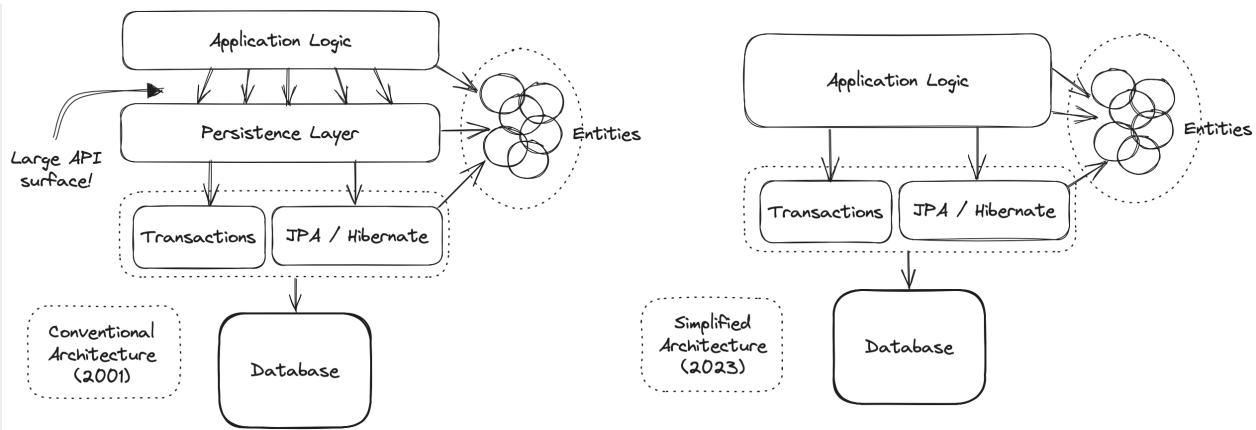 Application Logic
Persistence Layer
Large API
surface!
Entities
Transactions
JPA / Hibernate
Conventional
Architecture
(2001)
Database
Application Logic
Entities
Transactions
JPA / Hibernate
Simplified
Architecture
(2023)
Database